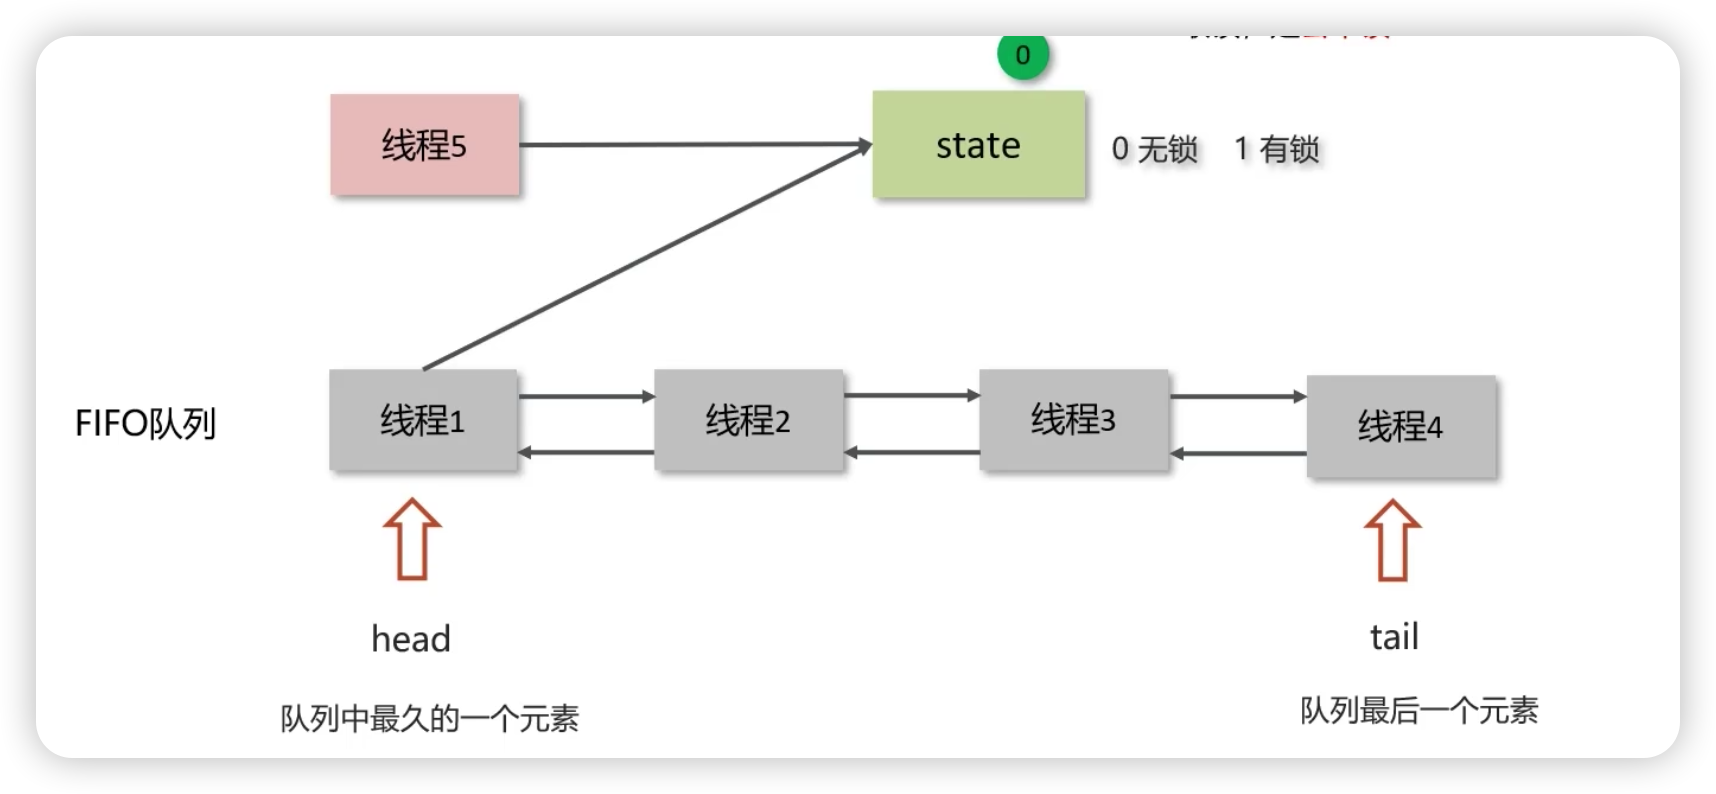 0
线程5
state
0 无锁 1 有锁
FIFO队列
线程1
线程2
线程3
线程4
head
tail
队列中最久的一个元素
队列最后一个元素